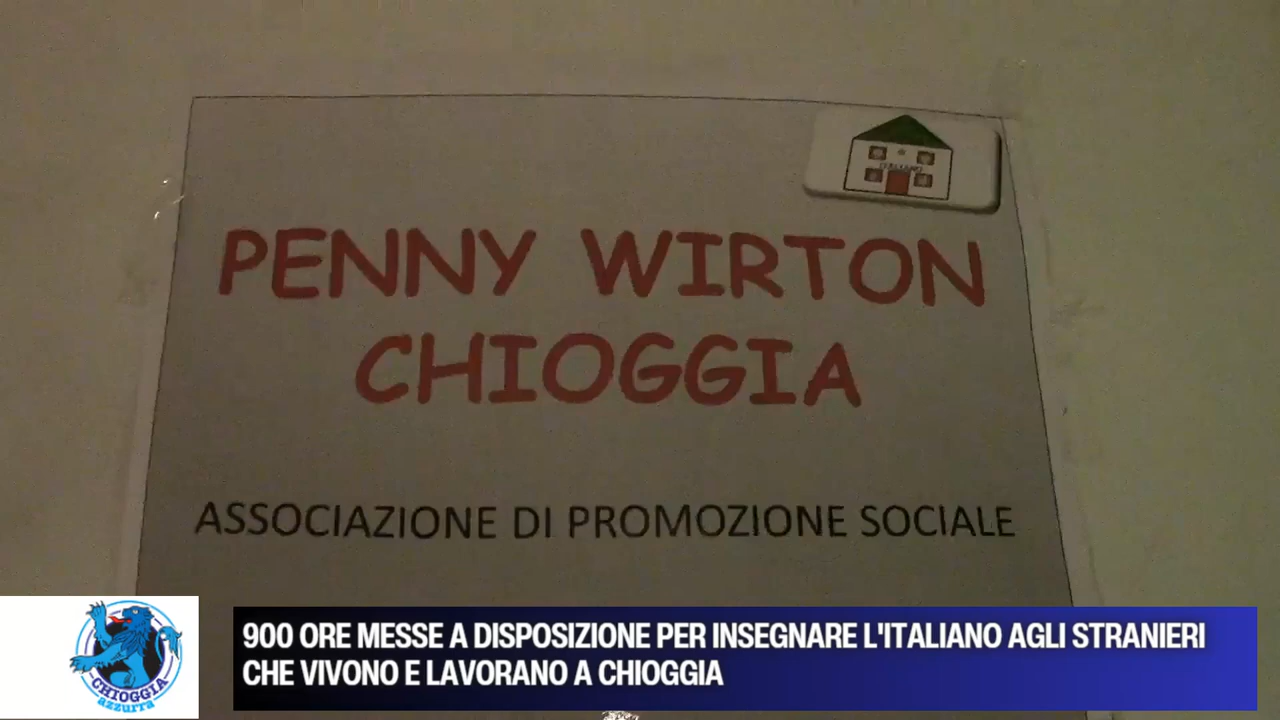 PENNY WIRTON
CHIOGGIA
ASSOCIAZIONE DI PROMOZIONE SOCIALE
CHIOGGIA
azzurra
900 ORE MESSE A DISPOSIZIONE PER INSEGNARE L'ITALIANO AGLI STRANIERI
CHE VIVONO E LAVORANO A CHIOGGIA